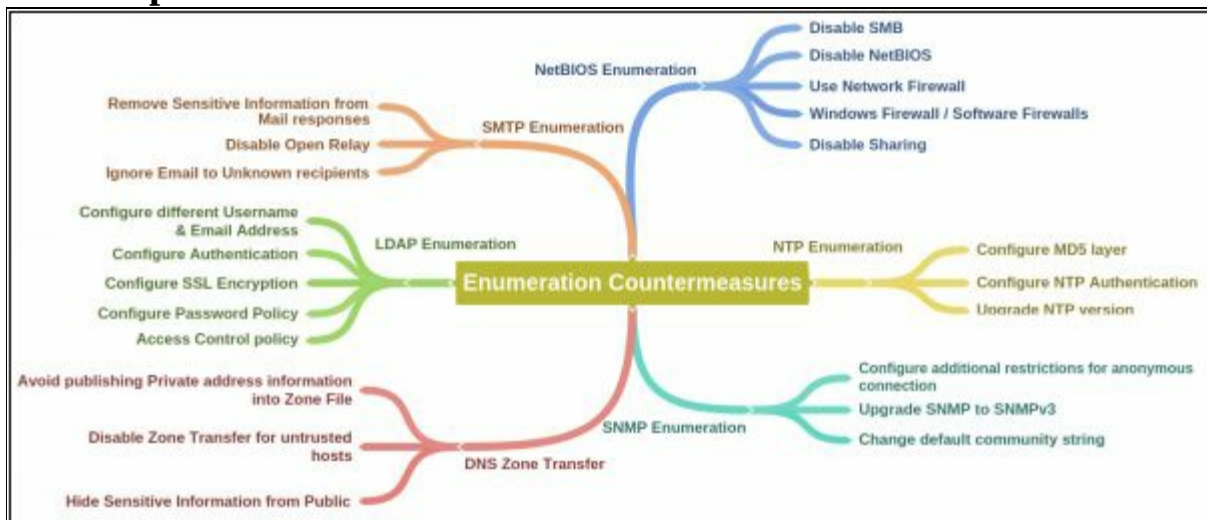 Disable SMB
Disable NetBIOS
NetBIOS Enumeration
Use Network Firewall
Windows Firewall / Software Firewalls
Disable Sharing
Remove Sensitive Information from
Mail responses
SMTP Enumeration
Disable Open Relay
Ignore Email to Unknown recipients
Configure different Username
& Email Address
LDAP Enumeration
Configure Authentication
Configure SSL Encryption
Configure Password Policy
Access Control policy
Enumeration Countermeasures
NTP Enumeration
Configure MD5 layer
Configure NTP Authentication
Upgrade NTP version
Avoid publishing Private address information
into Zone File
Disable Zone Transfer for untrusted
hosts
DNS Zone Transfer
Hide Sensitive Information from Public
Configure additional restrictions for anonymous
connection
SNMP Enumeration
Upgrade SNMP to SNMPv3
Change default community string